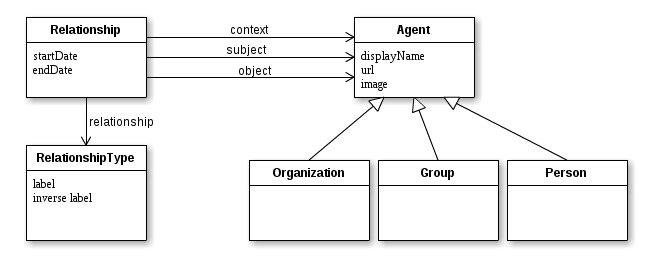 Relationship
startDate
endDate
context
subject
object
Agent
displayName
url
image
relationship
RelationshipType
label
inverse label
Organization
Group
Person